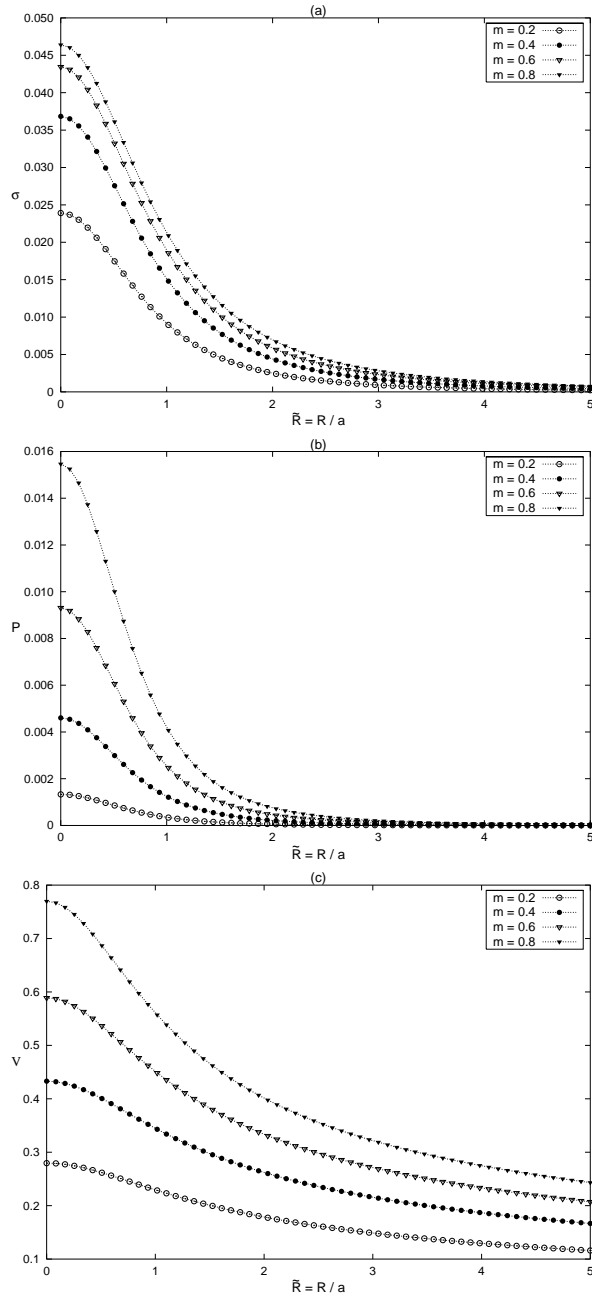 (a)
0.050
0.045
0.040
0.035
0.030
0.025
0.020
0.015
0.010
0.005
0
σ
m = 0.2
m = 0.4
m = 0.6
m = 0.8
0 1 2 3 4 5
R̃ = R / a
(b)
0.016
0.014
0.012
0.010
0.008
0.006
0.004
0.002
0
P
m = 0.2
m = 0.4
m = 0.6
m = 0.8
0 1 2 3 4 5
R̃ = R / a
(c)
0.8
0.7
0.6
0.5
0.4
0.3
0.2
0.1
V
m = 0.2
m = 0.4
m = 0.6
m = 0.8
0 1 2 3 4 5
R̃ = R / a